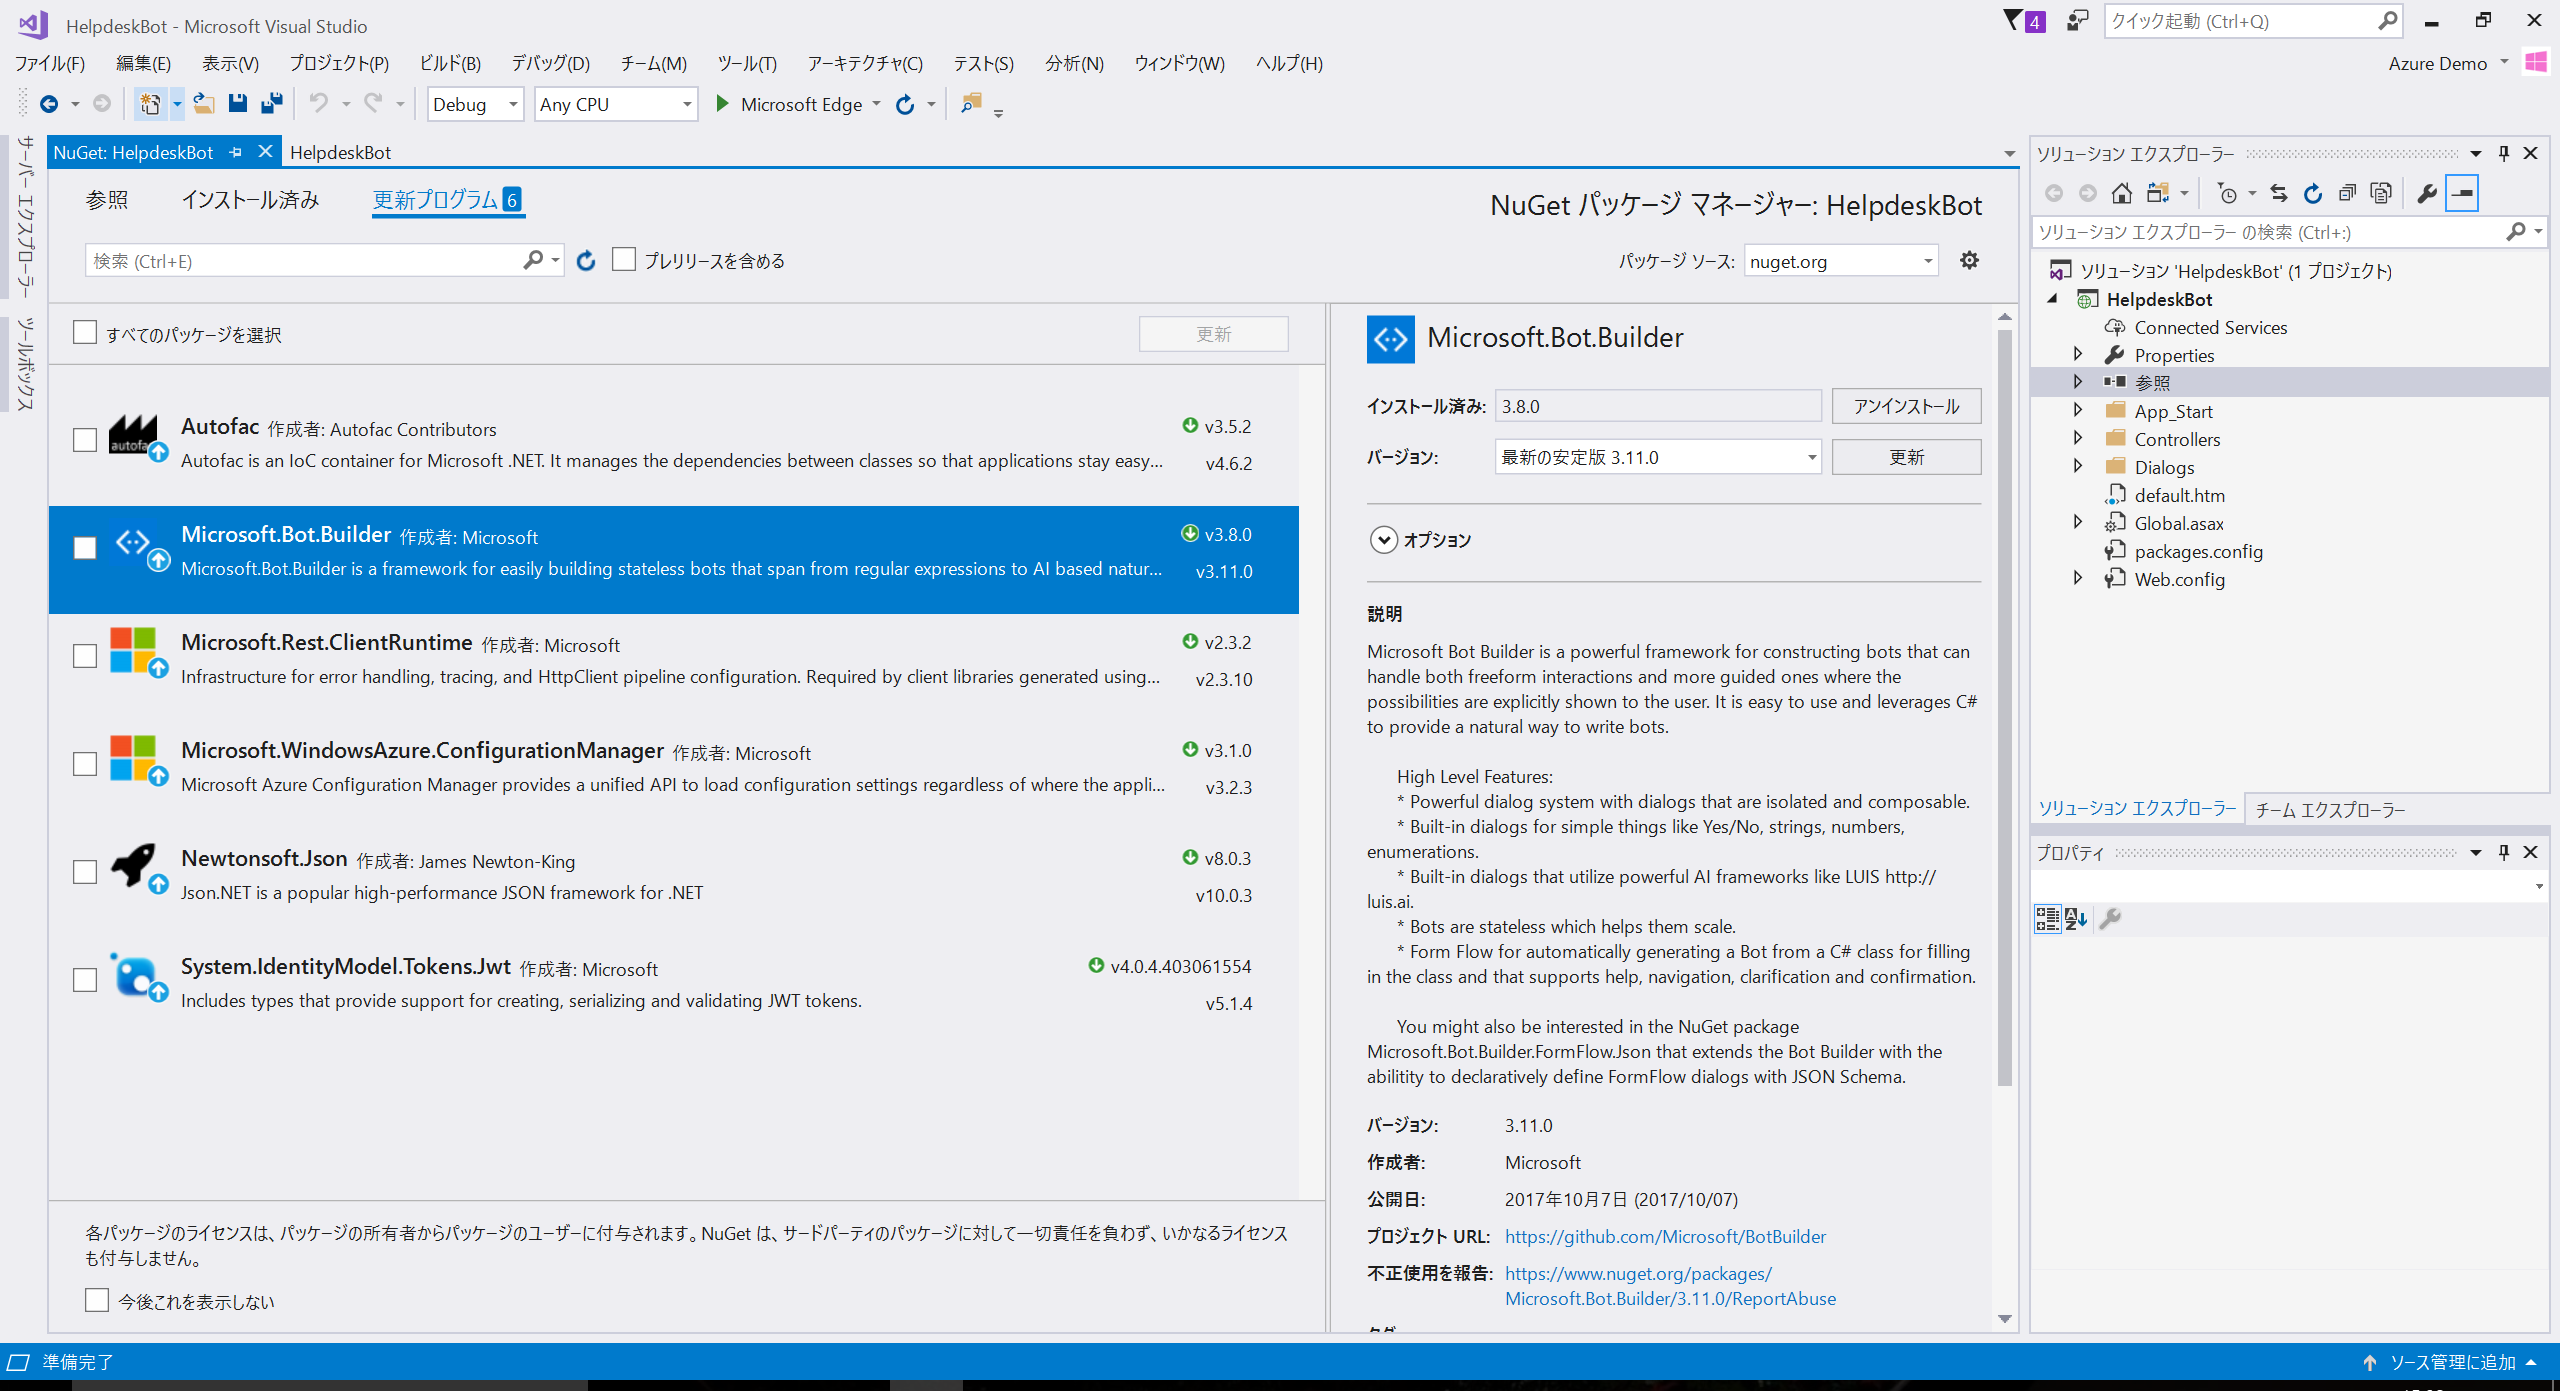 HelpdeskBot - Microsoft Visual Studio
4
クイック起動 (Ctrl+Q)
ファイル(F) 編集(E) 表示(V) プロジェクト(P) ビルド(B) デバッグ(D) チーム(M) ツール(T) アーキテクチャ(C) テスト(S) 分析(N) ウィンドウ(W) ヘルプ(H)
Azure Demo
Debug Any CPU Microsoft Edge
サーバー エクスプローラー
ツールボックス
NuGet: HelpdeskBot HelpdeskBot
参照 インストール済み 更新プログラム 6
NuGet パッケージ マネージャー: HelpdeskBot
検索 (Ctrl+E) プレリリースを含める
パッケージ ソース: nuget.org
すべてのパッケージを選択 更新
autofac
Autofac 作成者: Autofac Contributors v3.5.2
Autofac is an IoC container for Microsoft .NET. It manages the dependencies between classes so that applications stay easy... v4.6.2
Microsoft.Bot.Builder 作成者: Microsoft v3.8.0
Microsoft.Bot.Builder is a framework for easily building stateless bots that span from regular expressions to AI based natur... v3.11.0
Microsoft.Rest.ClientRuntime 作成者: Microsoft v2.3.2
Infrastructure for error handling, tracing, and HttpClient pipeline configuration. Required by client libraries generated using... v2.3.10
Microsoft.WindowsAzure.ConfigurationManager 作成者: Microsoft v3.1.0
Microsoft Azure Configuration Manager provides a unified API to load configuration settings regardless of where the appli... v3.2.3
Newtonsoft.Json 作成者: James Newton-King v8.0.3
Json.NET is a popular high-performance JSON framework for .NET v10.0.3
System.IdentityModel.Tokens.Jwt 作成者: Microsoft v4.0.4.403061554
Includes types that provide support for creating, serializing and validating JWT tokens. v5.1.4
各パッケージのライセンスは、パッケージの所有者からパッケージのユーザーに付与されます。NuGet は、サードパーティのパッケージに対して一切責任を負わず、いかなるライセンス
も付与しません。
今後これを表示しない
Microsoft.Bot.Builder
インストール済み: 3.8.0 アンインストール
バージョン: 最新の安定版 3.11.0 更新
オプション
説明
Microsoft Bot Builder is a powerful framework for constructing bots that can
handle both freeform interactions and more guided ones where the
possibilities are explicitly shown to the user. It is easy to use and leverages C#
to provide a natural way to write bots.
High Level Features:
* Powerful dialog system with dialogs that are isolated and composable.
* Built-in dialogs for simple things like Yes/No, strings, numbers,
enumerations.
* Built-in dialogs that utilize powerful AI frameworks like LUIS http://
luis.ai.
* Bots are stateless which helps them scale.
* Form Flow for automatically generating a Bot from a C# class for filling
in the class and that supports help, navigation, clarification and confirmation.
You might also be interested in the NuGet package
Microsoft.Bot.Builder.FormFlow.Json that extends the Bot Builder with the
abilitity to declaratively define FormFlow dialogs with JSON Schema.
バージョン: 3.11.0
作成者: Microsoft
公開日: 2017年10月7日 (2017/10/07)
プロジェクト URL: https://github.com/Microsoft/BotBuilder
不正使用を報告: https://www.nuget.org/packages/
Microsoft.Bot.Builder/3.11.0/ReportAbuse
ソリューション エクスプローラー
ソリューション エクスプローラー の検索 (Ctrl+:)
ソリューション 'HelpdeskBot' (1 プロジェクト)
HelpdeskBot
Connected Services
Properties
参照
App_Start
Controllers
Dialogs
default.htm
Global.asax
packages.config
Web.config
ソリューション エクスプローラー チーム エクスプローラー
プロパティ
準備完了
ソース管理に追加